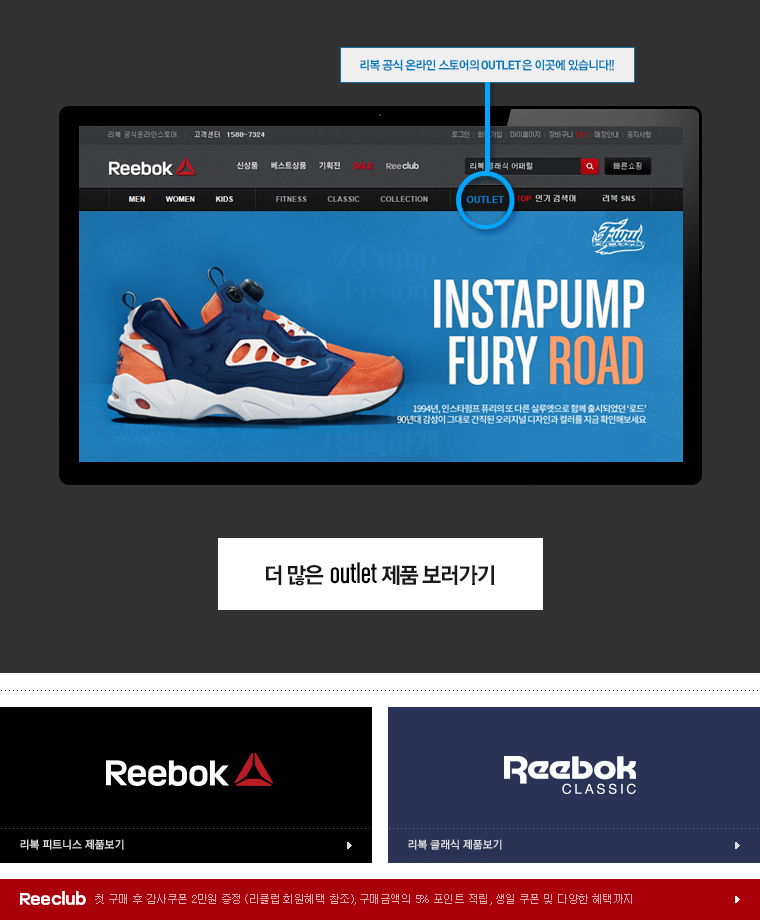 리복 공식 온라인 스토어의 OUTLET은 이곳에 있습니다!!
리복 공식온라인스토어 고객센터 1588-7324 로그인 회원가입 마이페이지 장바구니 매장안내 공지사항
Reebok 신상품 베스트상품 기획전 SALE Reeclub 리복 클래식 어패럴 빠른쇼핑
MEN WOMEN KIDS FITNESS CLASSIC COLLECTION OUTLET TOP 인기 검색어 리복 SNS
INSTAPUMP
FURY ROAD
1994년, 인스타펌프 퓨리의 또 다른 실루엣으로 함께 출시되었던 '로드'
90년대 감성이 그대로 간직된 오리지널 디자인과 컬러를 지금 확인해보세요
더 많은 outlet 제품 보러가기
Reebok
리복 피트니스 제품보기
Reebok
CLASSIC
리복 클래식 제품보기
Reeclub 첫 구매 후 감사쿠폰 2만원 증정 (리클럽 회원혜택 참조), 구매금액의 5% 포인트 적립, 생일 쿠폰 및 다양한 혜택까지